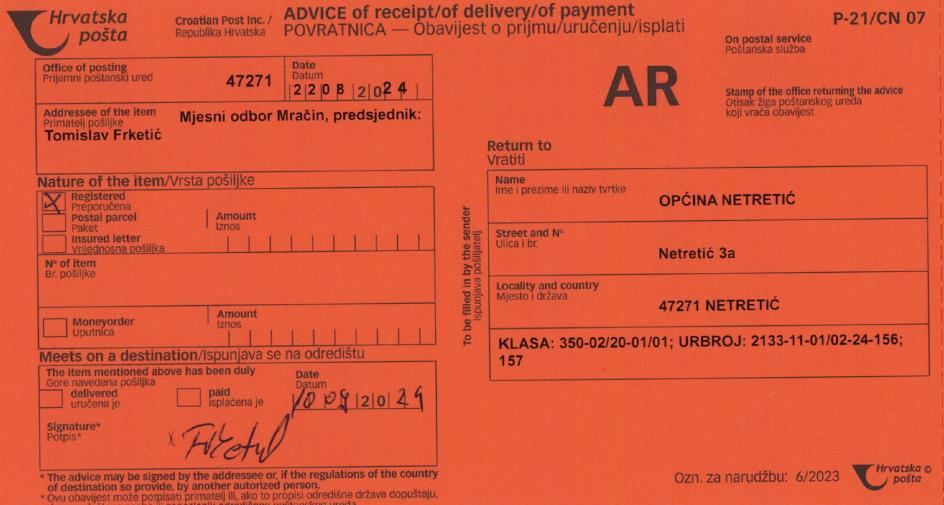 Hrvatska pošta
Croatian Post Inc. /
Republika Hrvatska
ADVICE of receipt/of delivery/of payment
POVRATNICA — Obavijest o prijmu/uručenju/isplati
P-21/CN 07
Office of posting
Prijamni poštanski ured
47271
Date
Datum
2208 2024
On postal service
Poštanska služba
AR
Stamp of the office returning the advice
Otisak žiga poštanskog ureda
koji vraća obavijest
Addressee of the item
Primatelj pošiljke
Mjesni odbor Mračin, predsjednik:
Tomislav Frketić
Return to
Vratiti
Nature of the item/Vrsta pošiljke
Registered
Preporučena
Postal parcel
Paket
Amount
Iznos
Insured letter
Vrijednosna pošiljka
Nº of item
Br. pošiljke
Moneyorder
Uputnica
Amount
Iznos
To be filled in by the sender
Ispunjava pošiljatelj
Name
Ime i prezime ili naziv tvrtke
OPĆINA NETRETIĆ
Street and Nº
Ulica i br.
Netretić 3a
Locality and country
Mjesto i država
47271 NETRETIĆ
KLASA: 350-02/20-01/01; URBROJ: 2133-11-01/02-24-156;
157
Meets on a destination/Ispunjava se na odredištu
The item mentioned above has been duly
Gore navedena pošiljka
delivered
uručena je
paid
isplaćena je
Date
Datum
10 09 2024
Signature*
Potpis*
* The advice may be signed by the addressee or, if the regulations of the country
of destination so provide, by another autorized person.
* Ovu obavijest može potpisati primatelj ili, ako to propisi odredišne države dopuštaju,
Ozn. za narudžbu: 6/2023
Hrvatska pošta